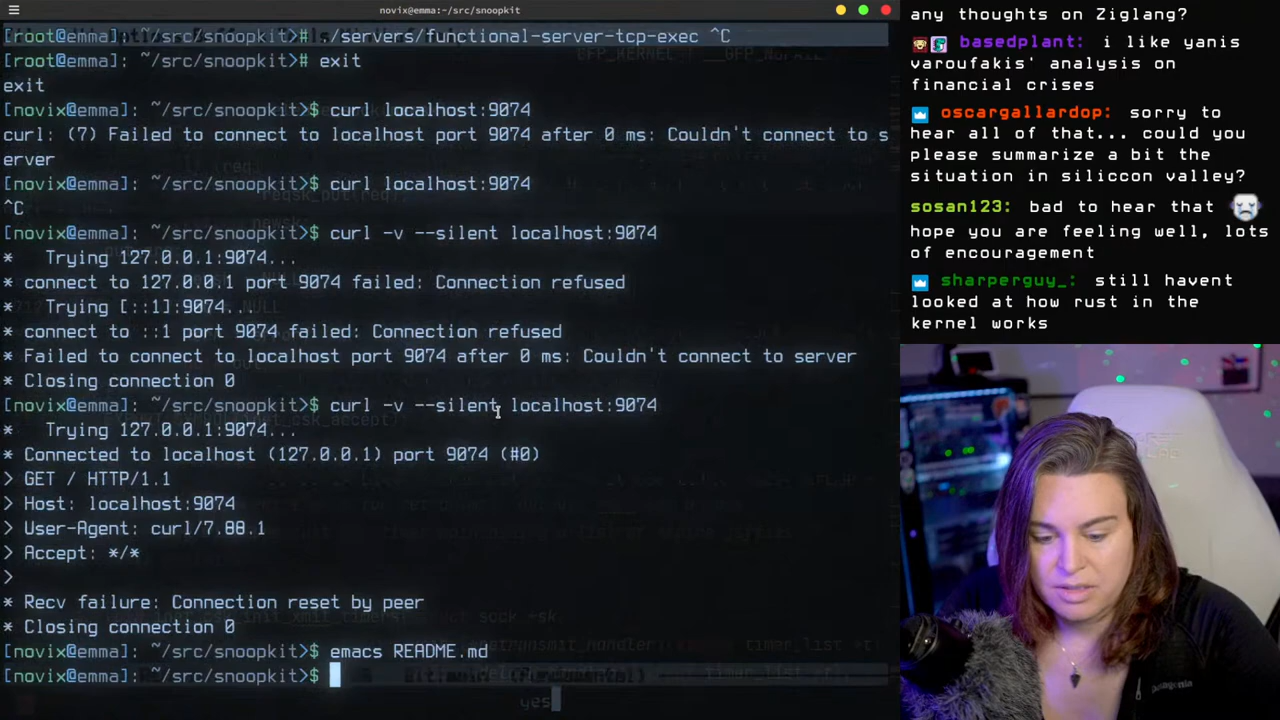 novix@emma:~/src/snoopkit
[root@emma]: ~/src/snoopkit># ./servers/functional-server-tcp-exec ^C
[root@emma]: ~/src/snoopkit># exit
exit
[novix@emma]: ~/src/snoopkit>$ curl localhost:9074
curl: (7) Failed to connect to localhost port 9074 after 0 ms: Couldn't connect to s
erver
[novix@emma]: ~/src/snoopkit>$ curl localhost:9074
^C
[novix@emma]: ~/src/snoopkit>$ curl -v --silent localhost:9074
*   Trying 127.0.0.1:9074...
* connect to 127.0.0.1 port 9074 failed: Connection refused
*   Trying [::1]:9074...
* connect to ::1 port 9074 failed: Connection refused
* Failed to connect to localhost port 9074 after 0 ms: Couldn't connect to server
* Closing connection 0
[novix@emma]: ~/src/snoopkit>$ curl -v --silent localhost:9074
*   Trying 127.0.0.1:9074...
* Connected to localhost (127.0.0.1) port 9074 (#0)
> GET / HTTP/1.1
> Host: localhost:9074
> User-Agent: curl/7.88.1
> Accept: */*
>
* Recv failure: Connection reset by peer
* Closing connection 0
[novix@emma]: ~/src/snoopkit>$ emacs README.md
[novix@emma]: ~/src/snoopkit>$
yes
any thoughts on Ziglang?
basedplant: i like yanis
varoufakis' analysis on
financial crises
oscargallardop: sorry to
hear all of that... could you
please summarize a bit the
situation in siliccon valley?
sosan123: bad to hear that
hope you are feeling well, lots
of encouragement
sharperguy_: still havent
looked at how rust in the
kernel works
patagonia